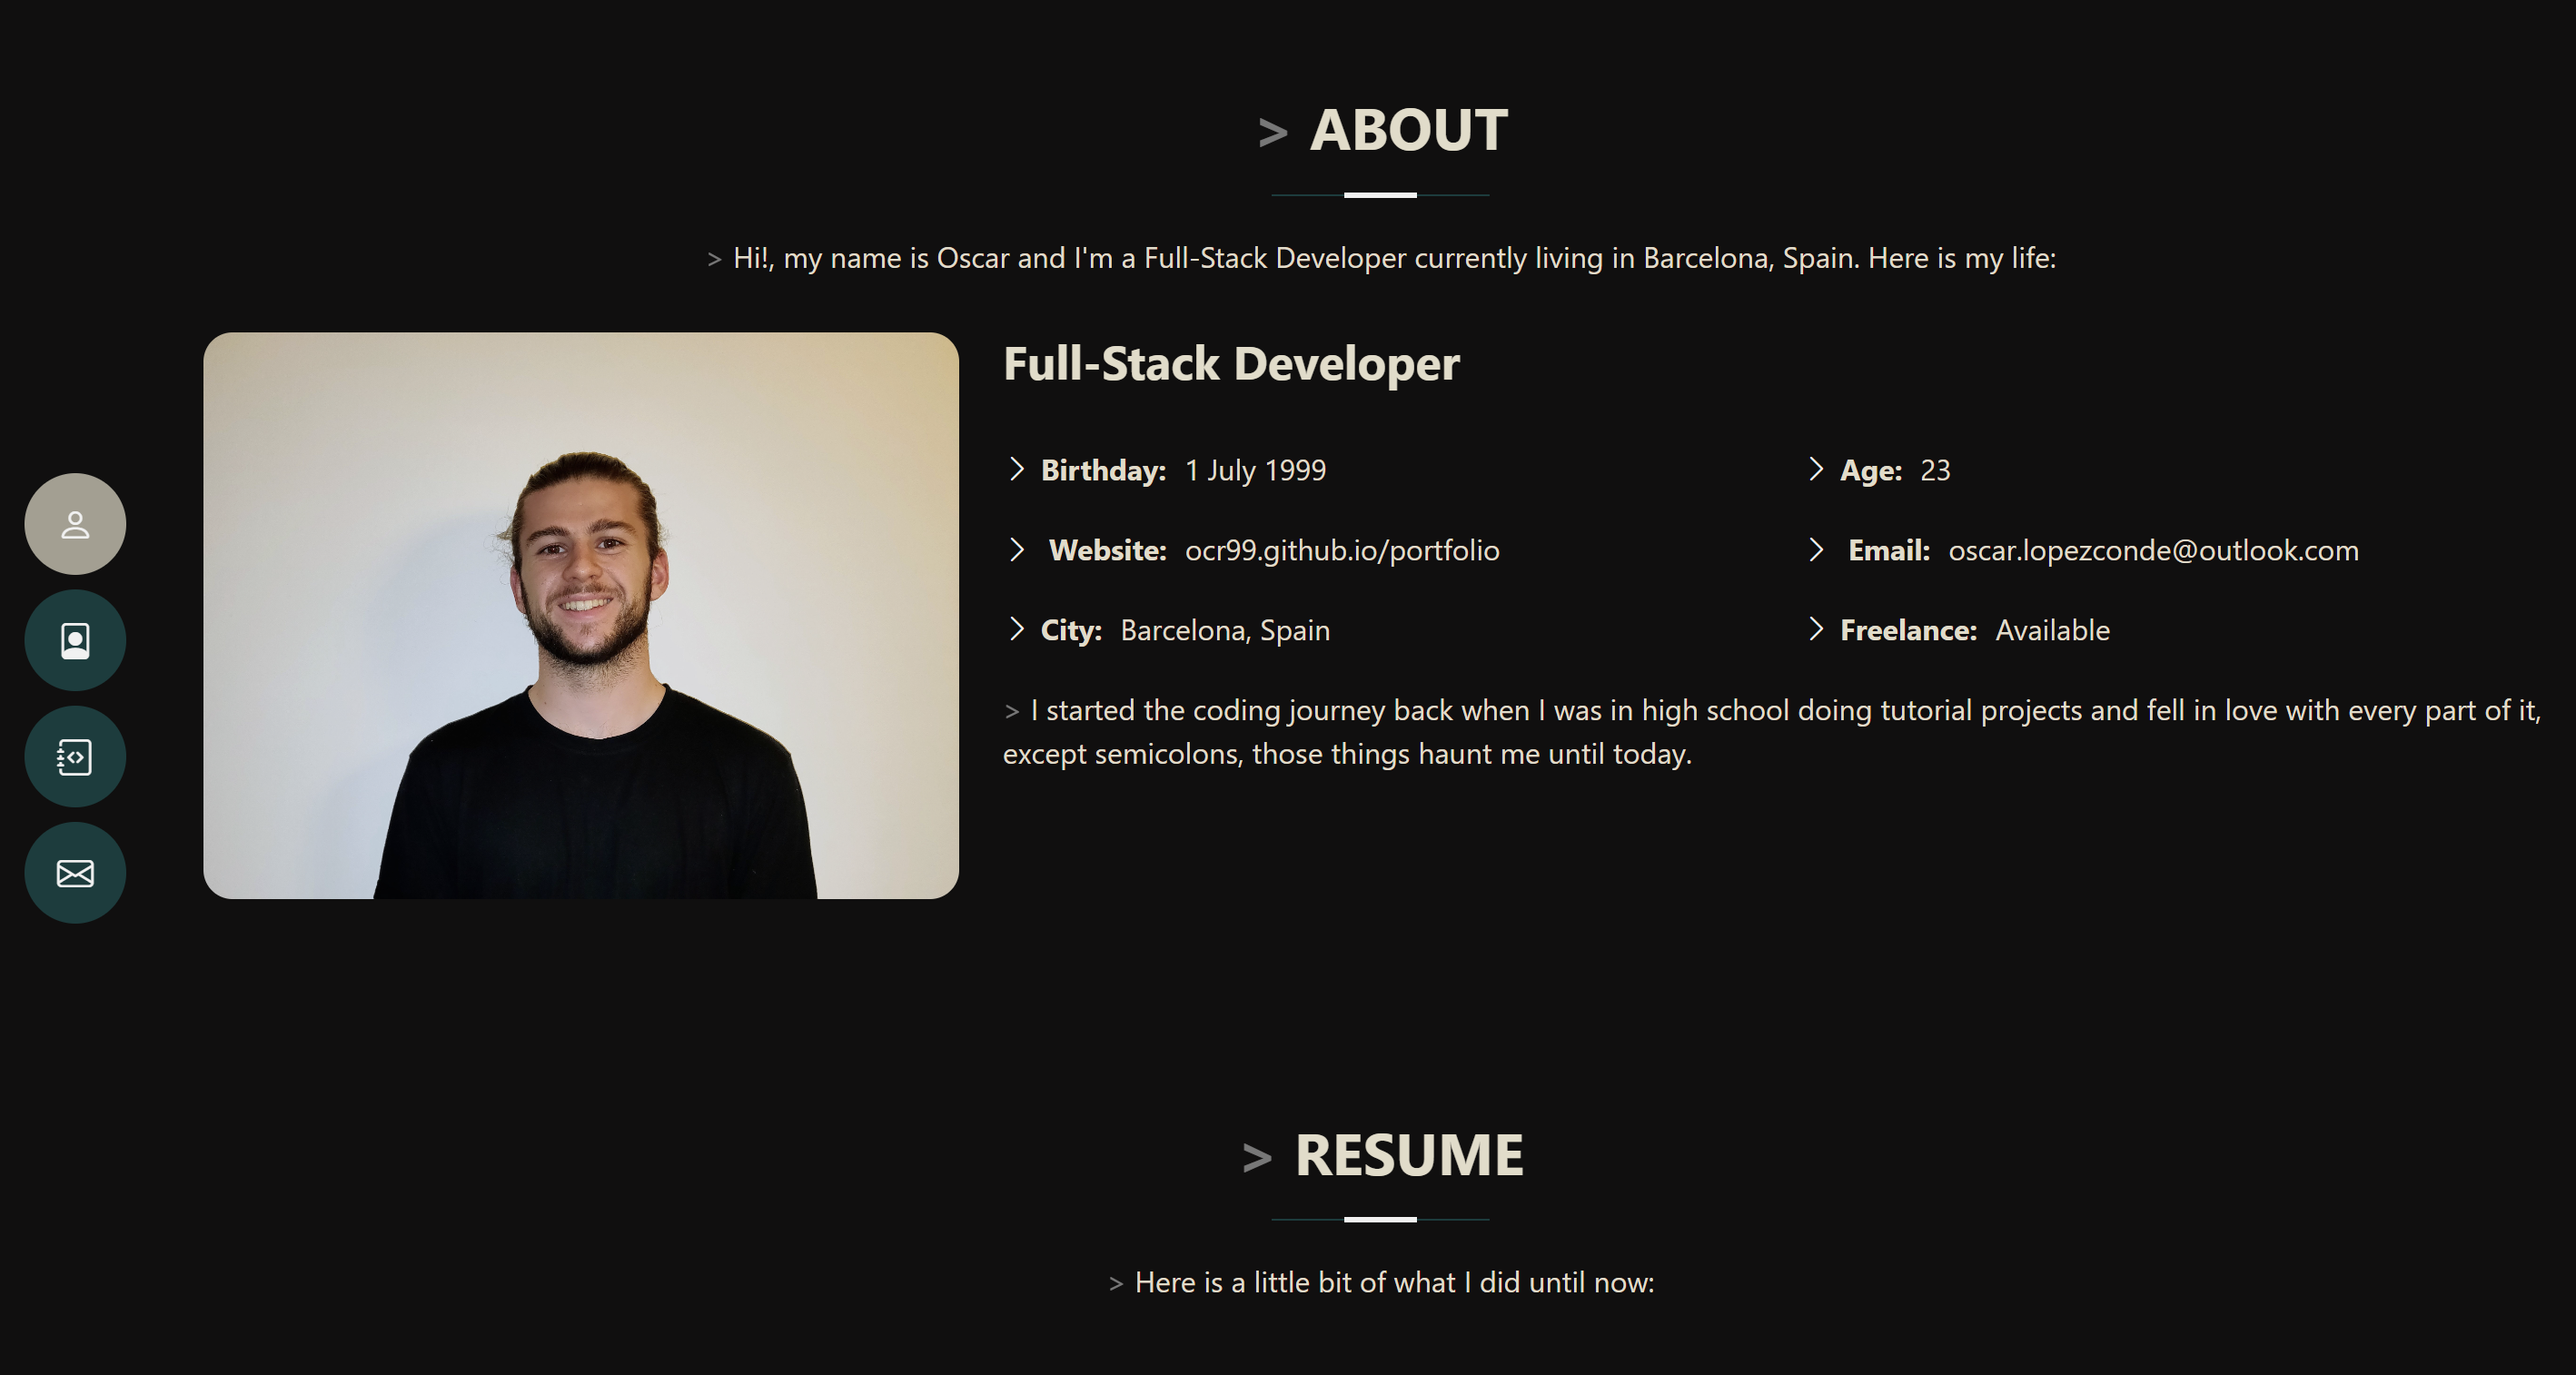 > ABOUT
> Hi!, my name is Oscar and I'm a Full-Stack Developer currently living in Barcelona, Spain. Here is my life:
Full-Stack Developer
Birthday: 1 July 1999
Age: 23
Website: ocr99.github.io/portfolio
Email: oscar.lopezconde@outlook.com
City: Barcelona, Spain
Freelance: Available
> I started the coding journey back when I was in high school doing tutorial projects and fell in love with every part of it,
except semicolons, those things haunt me until today.
> RESUME
> Here is a little bit of what I did until now: